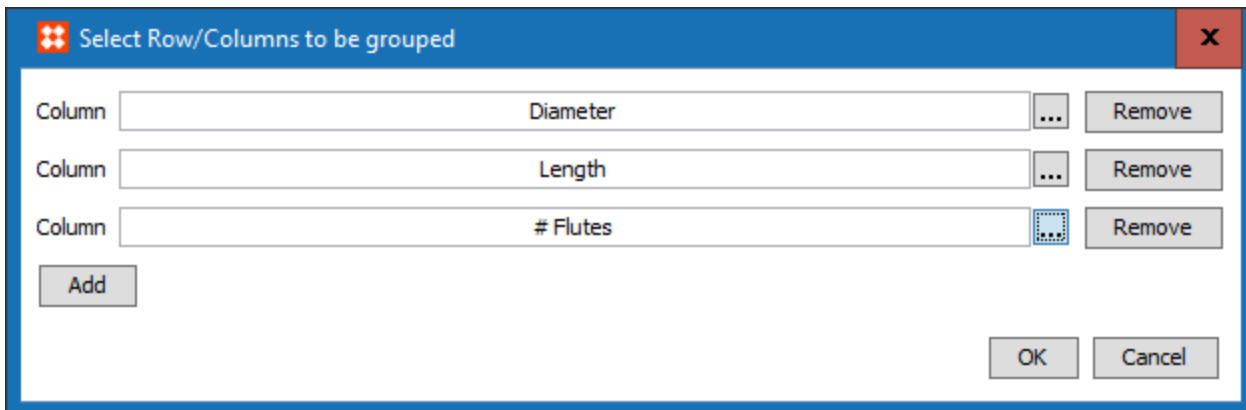 Select Row/Columns to be grouped x
Column Diameter ... Remove
Column Length ... Remove
Column # Flutes ... Remove
Add
OK Cancel